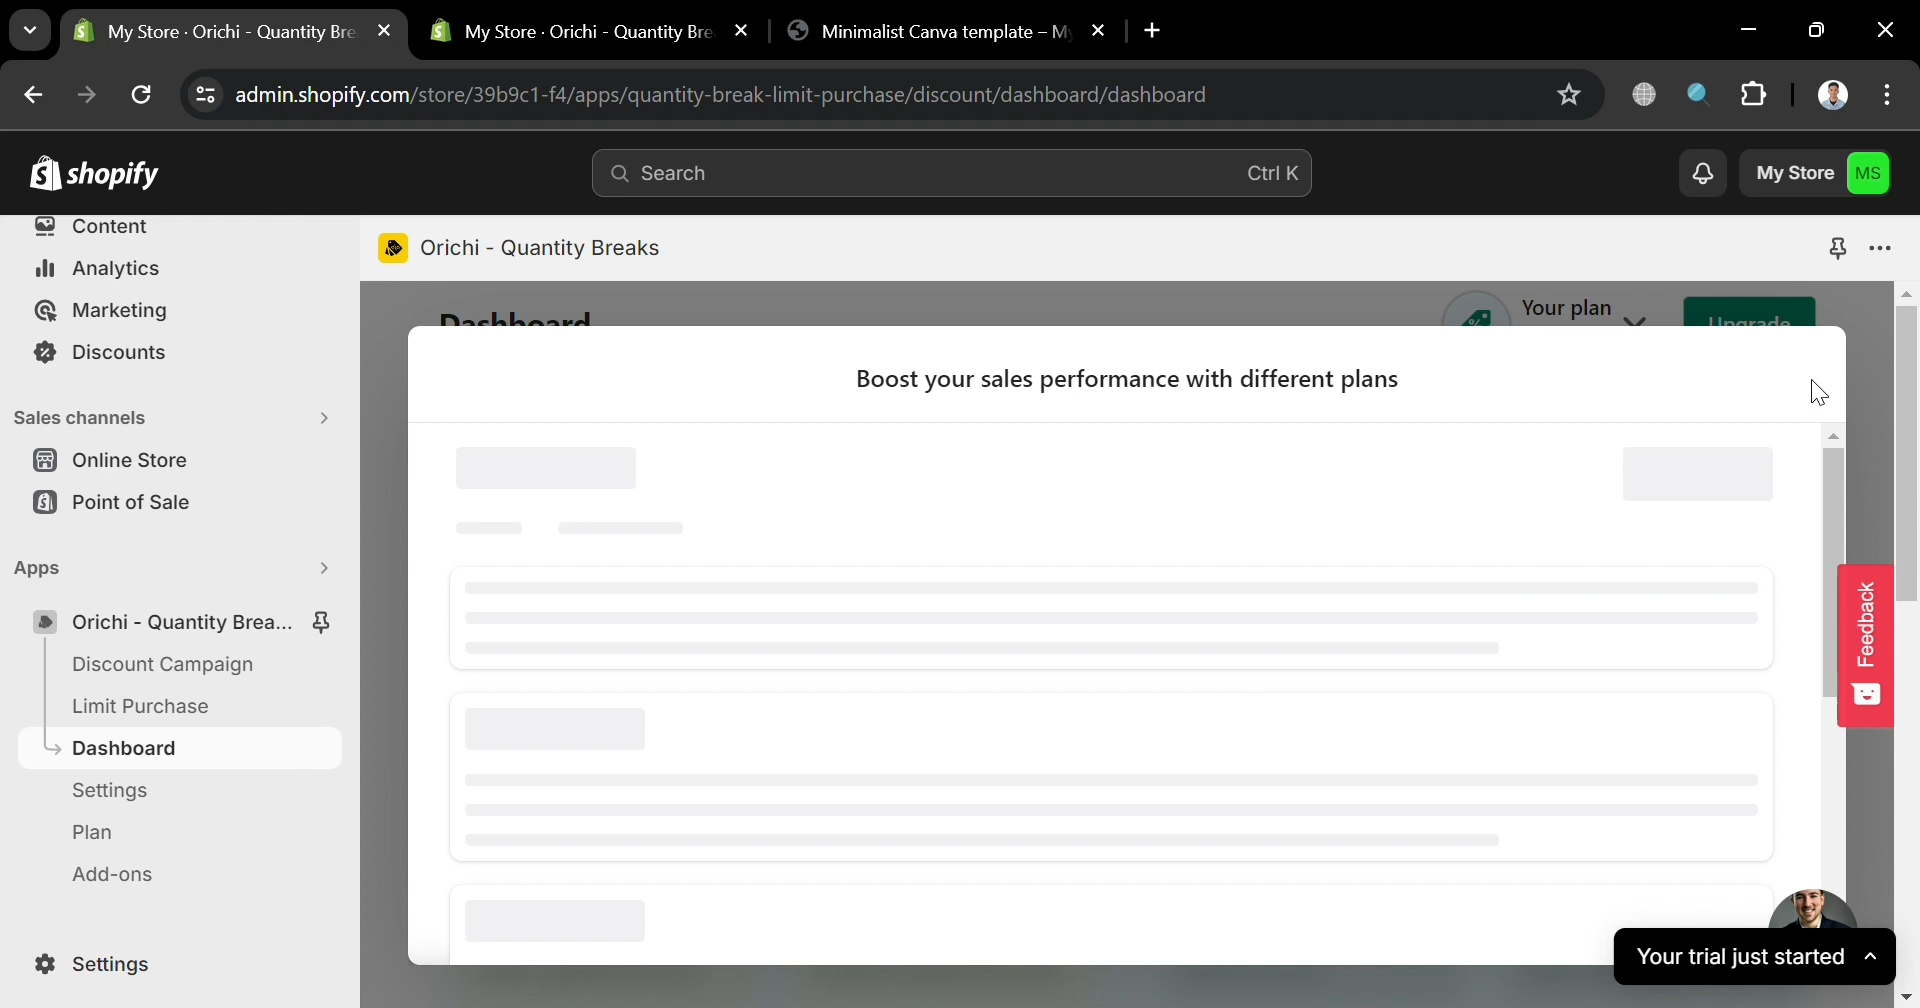 My Store · Orichi - Quantity Bre
My Store · Orichi - Quantity Bre
Minimalist Canva template – My
admin.shopify.com/store/39b9c1-f4/apps/quantity-break-limit-purchase/discount/dashboard/dashboard
shopify
Search
Ctrl K
My Store
MS
Content
Analytics
Marketing
Discounts
Sales channels
Online Store
Point of Sale
Apps
Orichi - Quantity Brea...
Discount Campaign
Limit Purchase
Dashboard
Settings
Plan
Add-ons
Settings
Orichi - Quantity Breaks
Dashboard
Your plan
Upgrade
Boost your sales performance with different plans
Feedback
Your trial just started